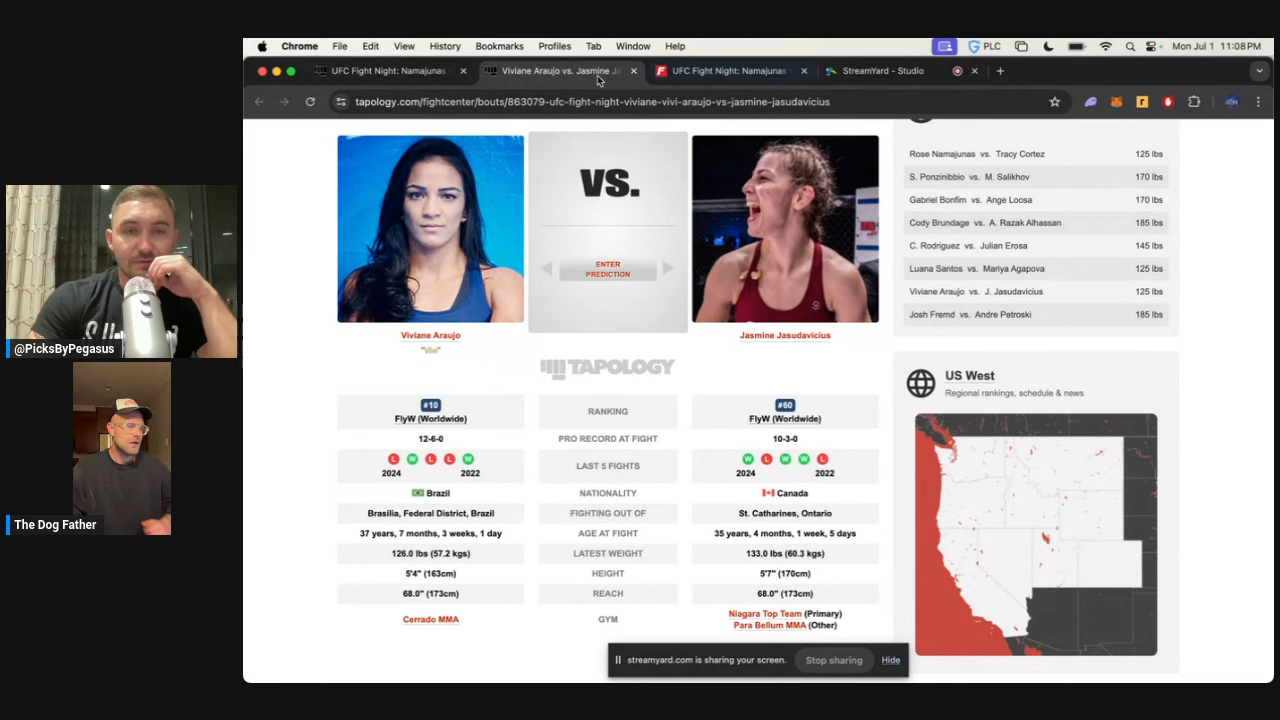 Chrome File Edit View History Bookmarks Profiles Tab Window Help PLC Mon Jul 1 11:08 PM
UFC Fight Night: Namajunas
Viviane Araujo vs. Jasmine Ja
UFC Fight Night: Namajunas
StreamYard - Studio
tapology.com/fightcenter/bouts/863079-ufc-fight-night-viviane-vivi-araujo-vs-jasmine-jasudavicius
VS.
ENTER
PREDICTION
Viviane Araujo
"Vivi"
Jasmine Jasudavicius
TAPOLOGY
#10
FlyW (Worldwide)
RANKING
#60
FlyW (Worldwide)
12-6-0 PRO RECORD AT FIGHT 10-3-0
L W L L W
2024 2022
LAST 5 FIGHTS
W L W W L
2024 2022
Brazil NATIONALITY Canada
Brasilia, Federal District, Brazil FIGHTING OUT OF St. Catharines, Ontario
37 years, 7 months, 3 weeks, 1 day AGE AT FIGHT 35 years, 4 months, 1 week, 5 days
126.0 lbs (57.2 kgs) LATEST WEIGHT 133.0 lbs (60.3 kgs)
5'4" (163cm) HEIGHT 5'7" (170cm)
68.0" (173cm) REACH 68.0" (173cm)
Cerrado MMA GYM
Niagara Top Team (Primary)
Para Bellum MMA (Other)
Rose Namajunas vs. Tracy Cortez 125 lbs
S. Ponzinibbio vs. M. Salikhov 170 lbs
Gabriel Bonfim vs. Ange Loosa 170 lbs
Cody Brundage vs. A. Razak Alhassan 185 lbs
C. Rodriguez vs. Julian Erosa 145 lbs
Luana Santos vs. Mariya Agapova 125 lbs
Viviane Araujo vs. J. Jasudavicius 125 lbs
Josh Fremd vs. Andre Petroski 185 lbs
US West
Regional rankings, schedule & news
streamyard.com is sharing your screen. Stop sharing Hide
@PicksByPegasus
The Dog Father